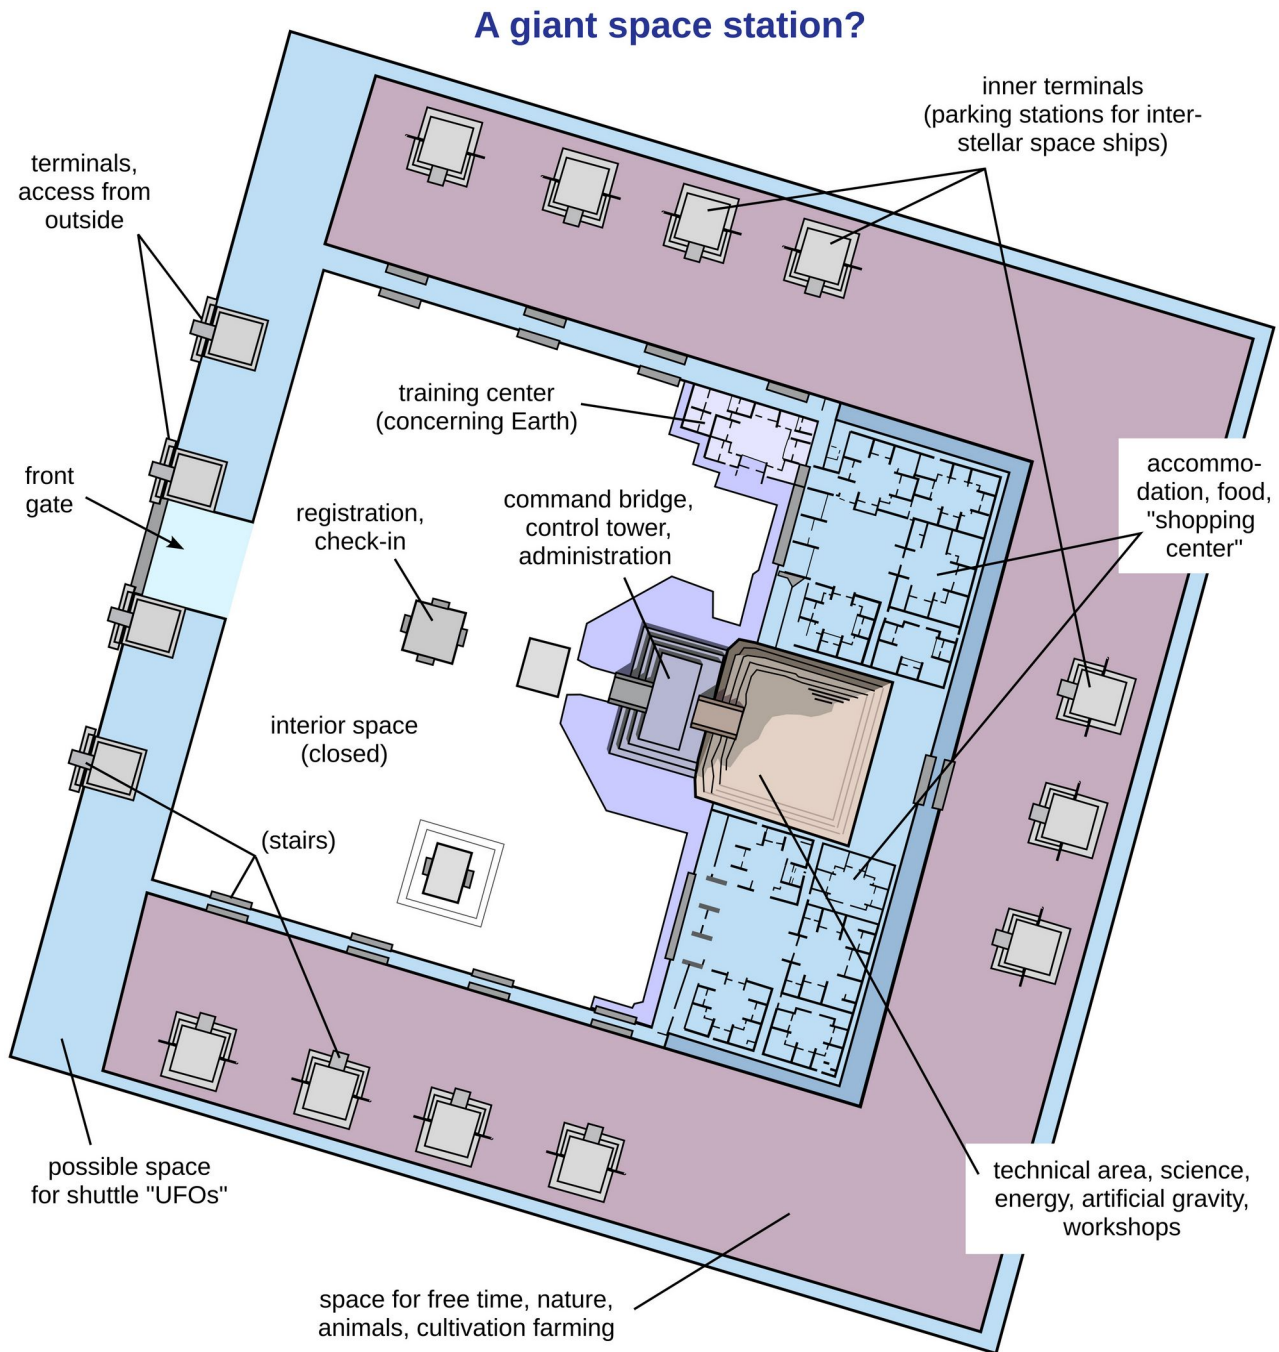 A giant space station?
inner terminals
(parking stations for inter-
stellar space ships)
terminals,
access from
outside
training center
(concerning Earth)
front
gate
registration,
check-in
command bridge,
control tower,
administration
accommo-
dation, food,
"shopping
center"
interior space
(closed)
(stairs)
possible space
for shuttle "UFOs"
technical area, science,
energy, artificial gravity,
workshops
space for free time, nature,
animals, cultivation farming